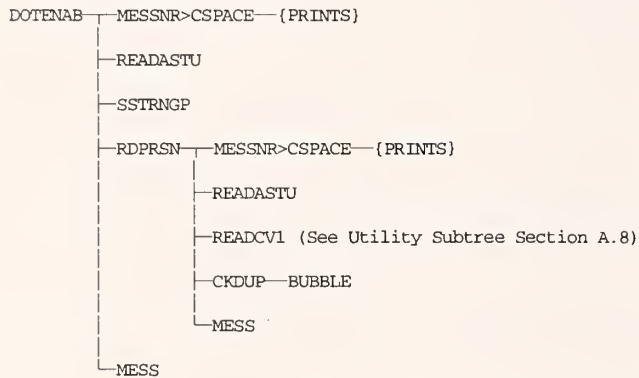 DOTENAB MESSNR>CSPACE {PRINTS}
READASTU
SSTRNGP
RDPRSN MESSNR>CSPACE {PRINTS}
READASTU
READCV1 (See Utility Subtree Section A.8)
CKDUP BUBBLE
MESS
MESS